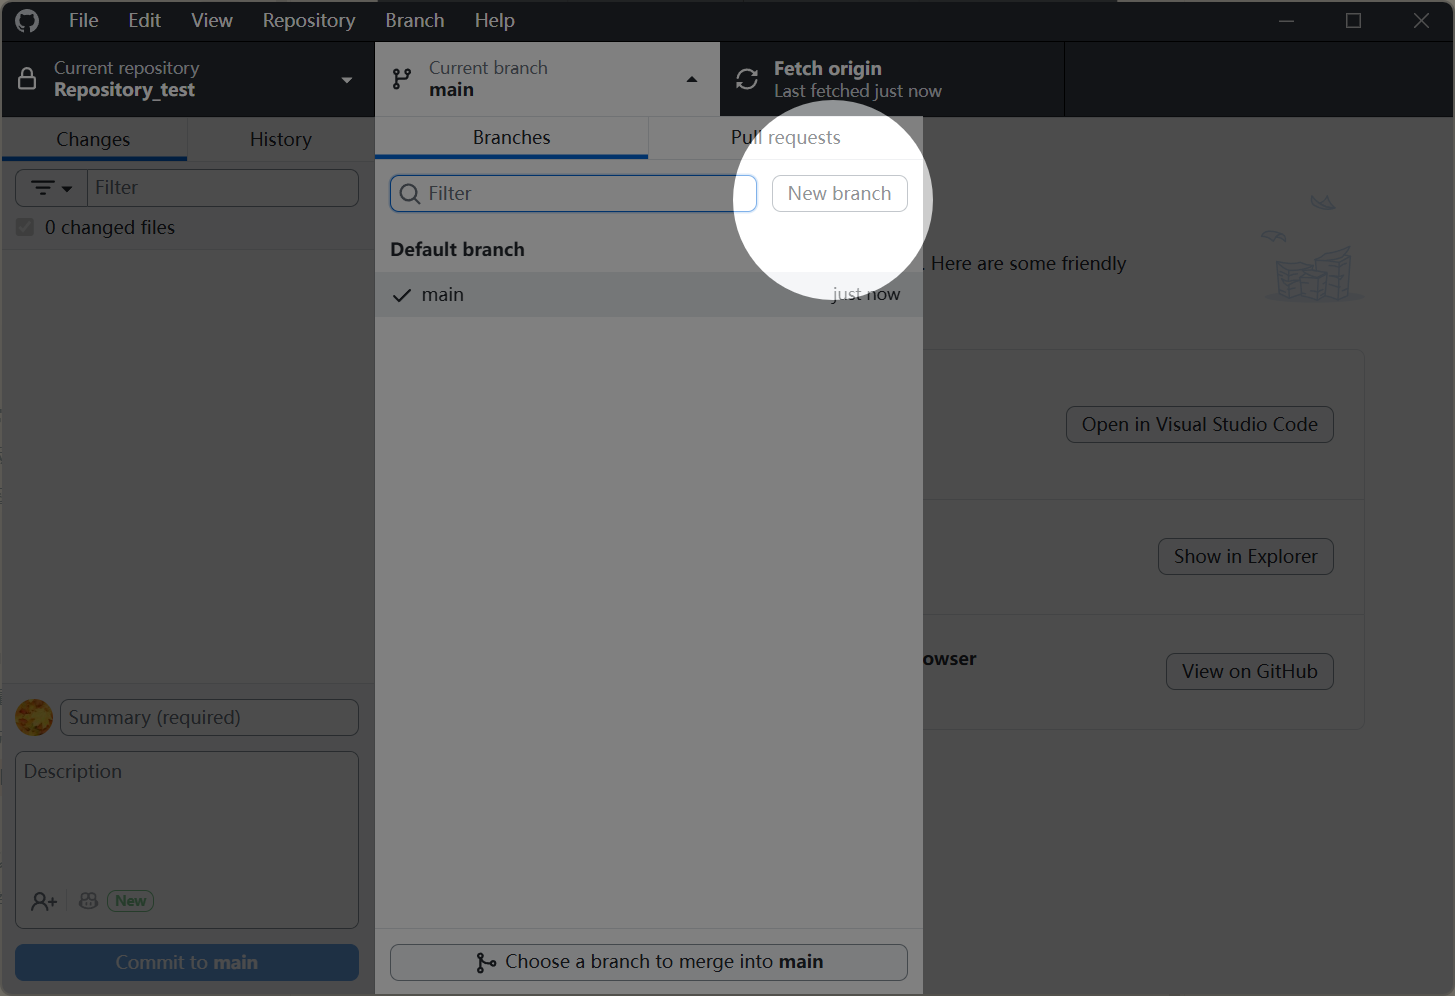 File Edit View Repository Branch Help
Current repository
Repository_test
Current branch
main
Fetch origin
Last fetched just now
Changes History
Filter
0 changed files
Branches Pull requests
Filter New branch
Default branch
main just now
. Here are some friendly
Open in Visual Studio Code
Show in Explorer
owser
View on GitHub
Summary (required)
Description
New
Commit to main
Choose a branch to merge into main